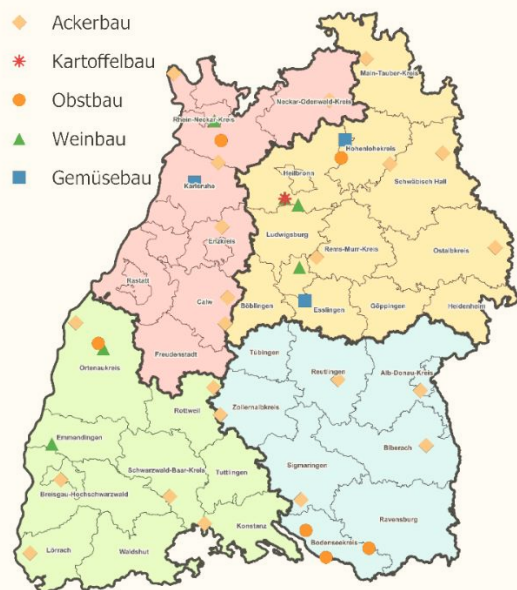 Ackerbau
Kartoffelbau
Obstbau
Weinbau
Gemüsebau
Main-Tauber-Kreis
Neckar-Odenwald-Kreis
Rhein-Neckar-Kreis
Hohenlohekreis
Heilbronn
Schwäbisch Hall
Karlsruhe
Ludwigsburg
Enzkreis
Rems-Murr-Kreis
Ostalbkreis
Rastatt
Calw
Böblingen
Esslingen
Göppingen
Heidenheim
Freudenstadt
Tübingen
Reutlingen
Alb-Donau-Kreis
Ortenaukreis
Rottweil
Zollernalbkreis
Emmendingen
Biberach
Schwarzwald-Baar-Kreis
Tuttlingen
Sigmaringen
Breisgau-Hochschwarzwald
Konstanz
Ravensburg
Bodenseekreis
Lörrach
Waldshut